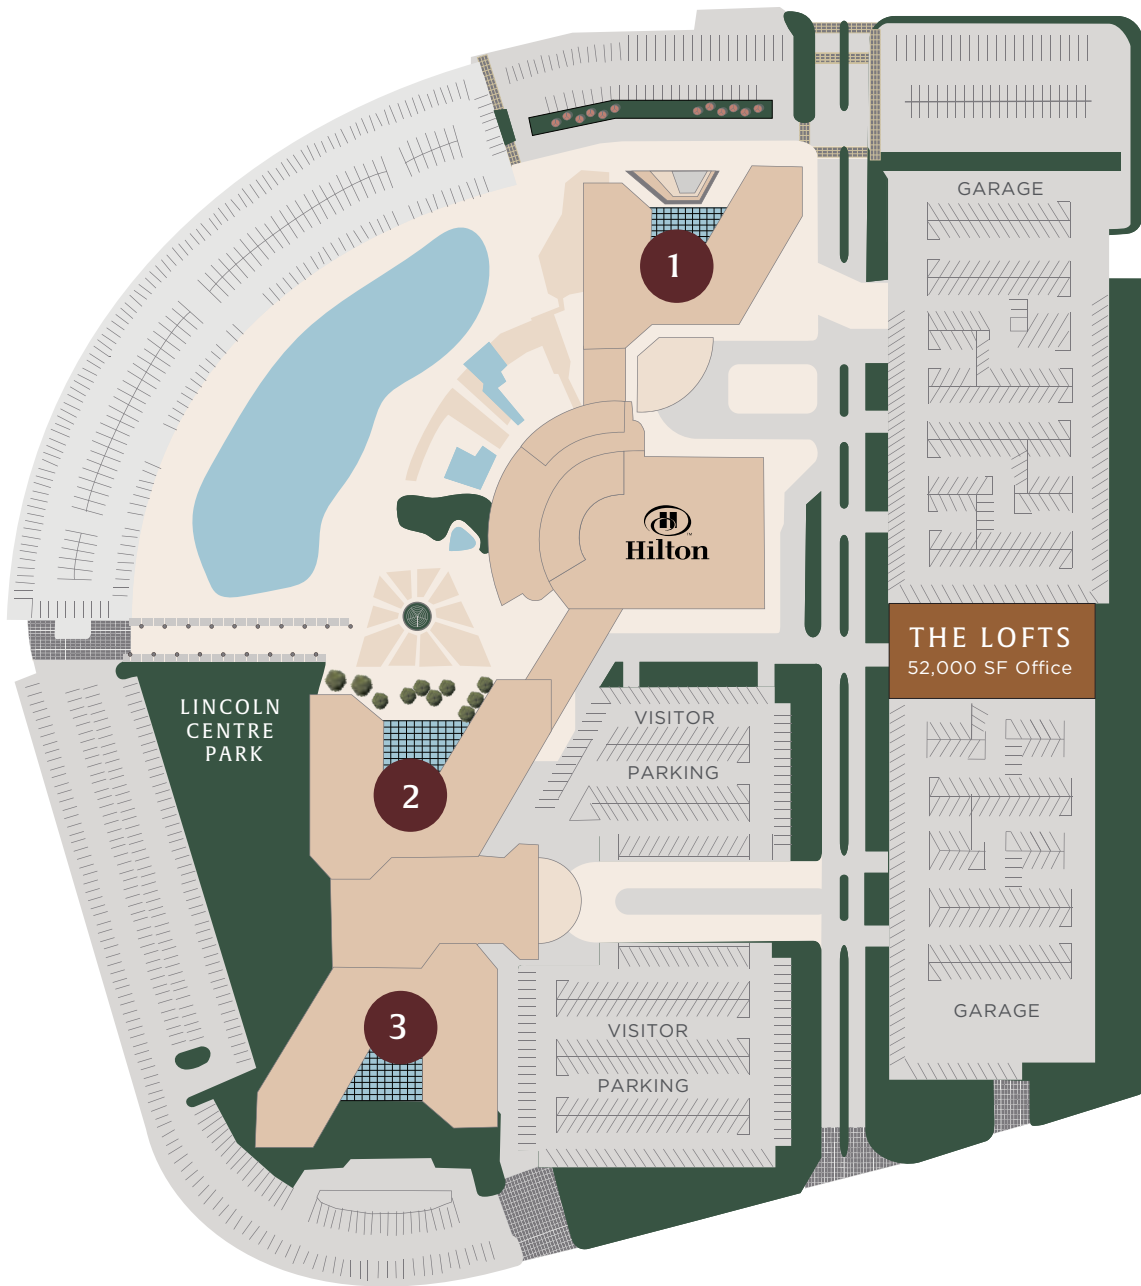 GARAGE
1
Hilton
THE LOFTS
52,000 SF Office
LINCOLN
CENTRE
PARK
VISITOR
PARKING
2
3
VISITOR
PARKING
GARAGE